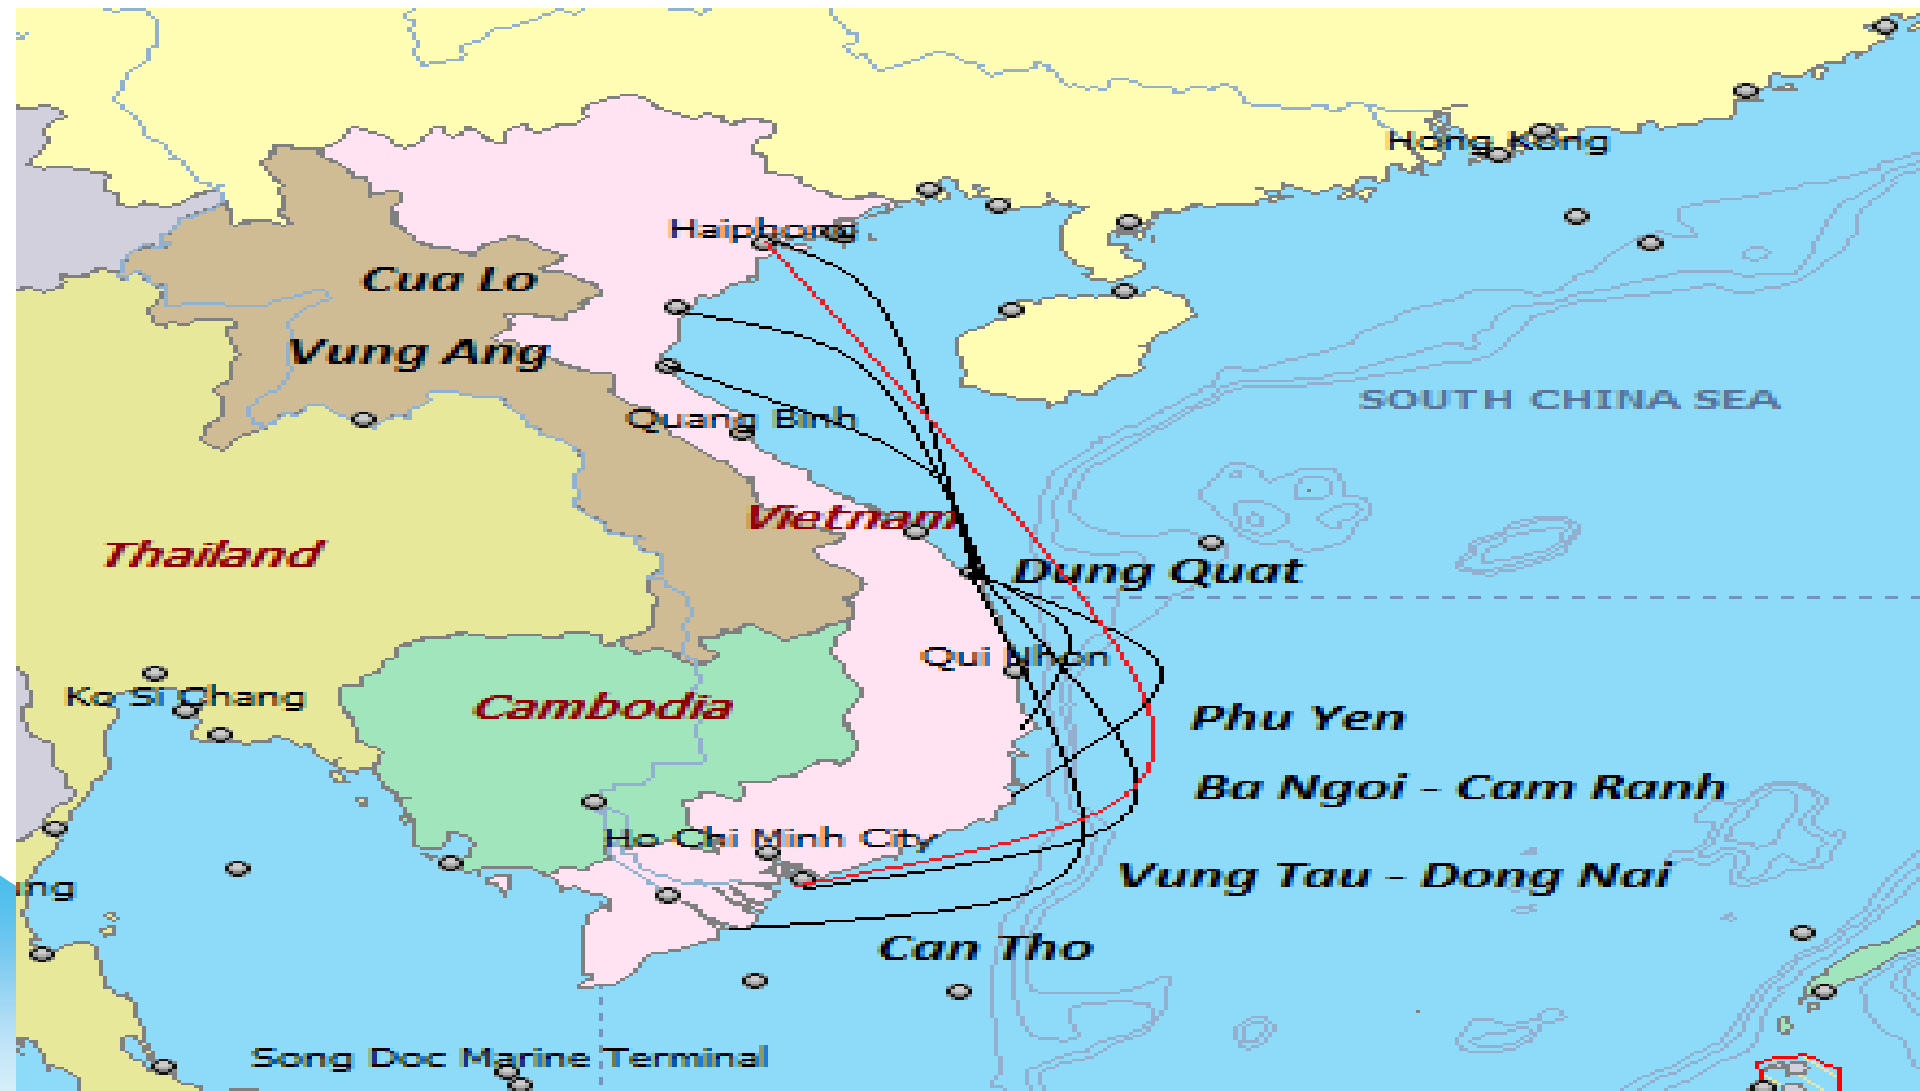 Hong Kong
Haiphong
Cua Lo
Vung Ang
SOUTH CHINA SEA
Quang Binh
Vietnam
Thailand
Dung Quat
Qui Nhon
Ko Si Chang
Cambodia
Phu Yen
Ba Ngoi - Cam Ranh
Ho Chi Minh City
Vung Tau - Dong Nai
ng
Can Tho
Song Doc Marine Terminal